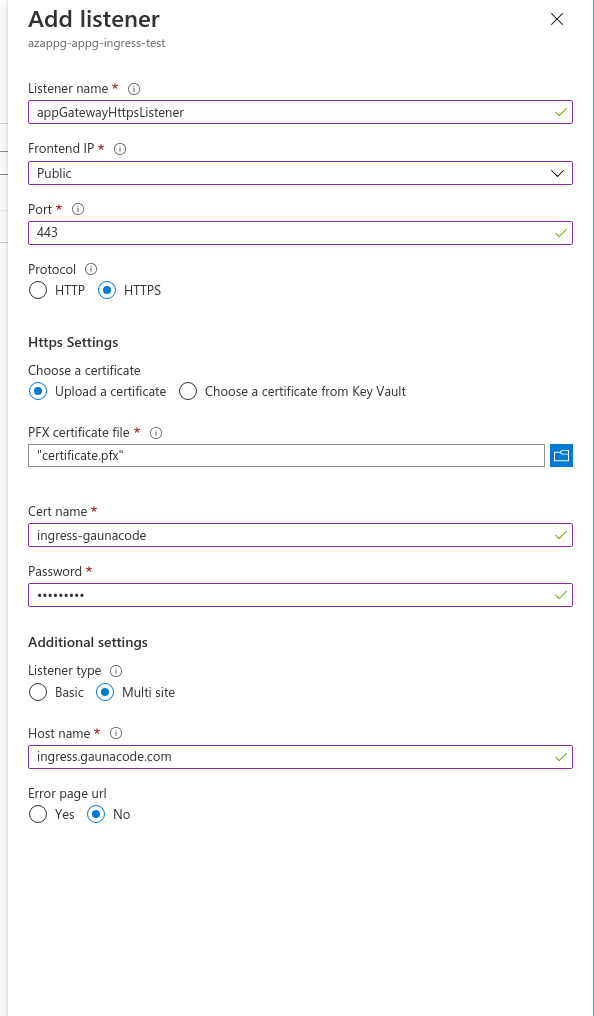 Add listener
azappg-appg-ingress-test
Listener name *
appGatewayHttpsListener
Frontend IP *
Public
Port *
443
Protocol
HTTP HTTPS
Https Settings
Choose a certificate
Upload a certificate Choose a certificate from Key Vault
PFX certificate file *
"certificate.pfx"
Cert name *
ingress-gaunacode
Password *
•••••••••
Additional settings
Listener type
Basic Multi site
Host name *
ingress.gaunacode.com
Error page url
Yes No